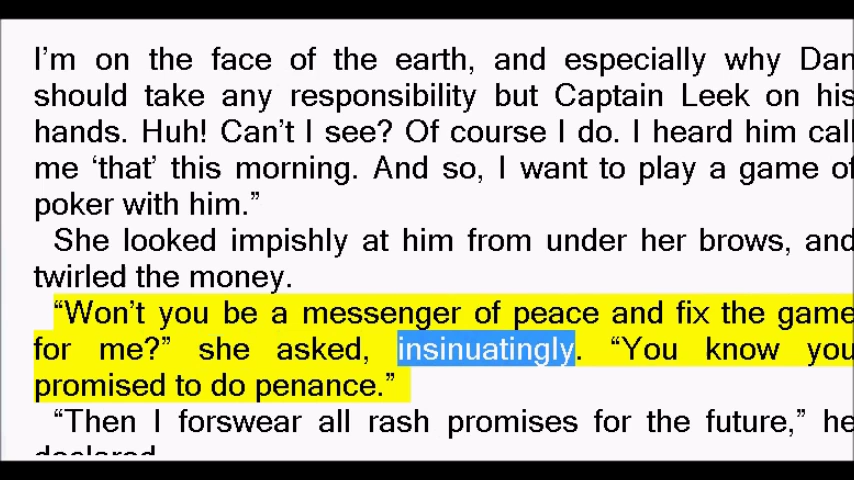 I’m on the face of the earth, and especially why Dan
should take any responsibility but Captain Leek on his
hands. Huh! Can’t I see? Of course I do. I heard him call
me ‘that’ this morning. And so, I want to play a game of
poker with him.”
She looked impishly at him from under her brows, and
twirled the money.
“Won’t you be a messenger of peace and fix the game
for me?” she asked, insinuatingly. “You know you
promised to do penance.”
“Then I forswear all rash promises for the future,” he
declared.